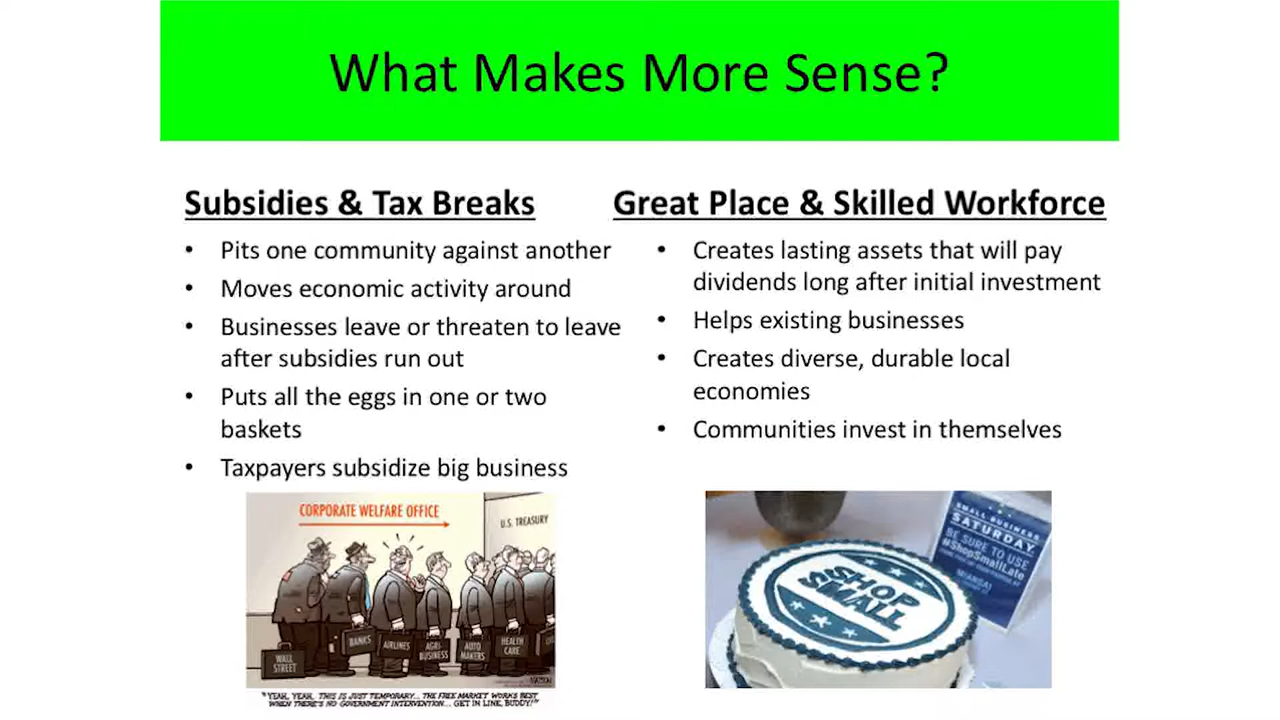 What Makes More Sense?
Subsidies & Tax Breaks
• Pits one community against another
• Moves economic activity around
• Businesses leave or threaten to leave
after subsidies run out
• Puts all the eggs in one or two
baskets
• Taxpayers subsidize big business
Great Place & Skilled Workforce
• Creates lasting assets that will pay
dividends long after initial investment
• Helps existing businesses
• Creates diverse, durable local
economies
• Communities invest in themselves
CORPORATE WELFARE OFFICE
U.S. TREASURY
WALL
STREET
BANKS
AIRLINES
AGRI-
BUSINESS
AUTO
MAKERS
HEALTH
CARE
"YEAH, YEAH, THIS IS JUST TEMPORARY... THE FREE MARKET WORKS BEST
WHEN THERE'S NO GOVERNMENT INTERVENTION... GET IN LINE, BUDDY!"
SHOP
SMALL
SMALL BUSINESS
SATURDAY
BE SURE TO USE
#ShopSmallLate